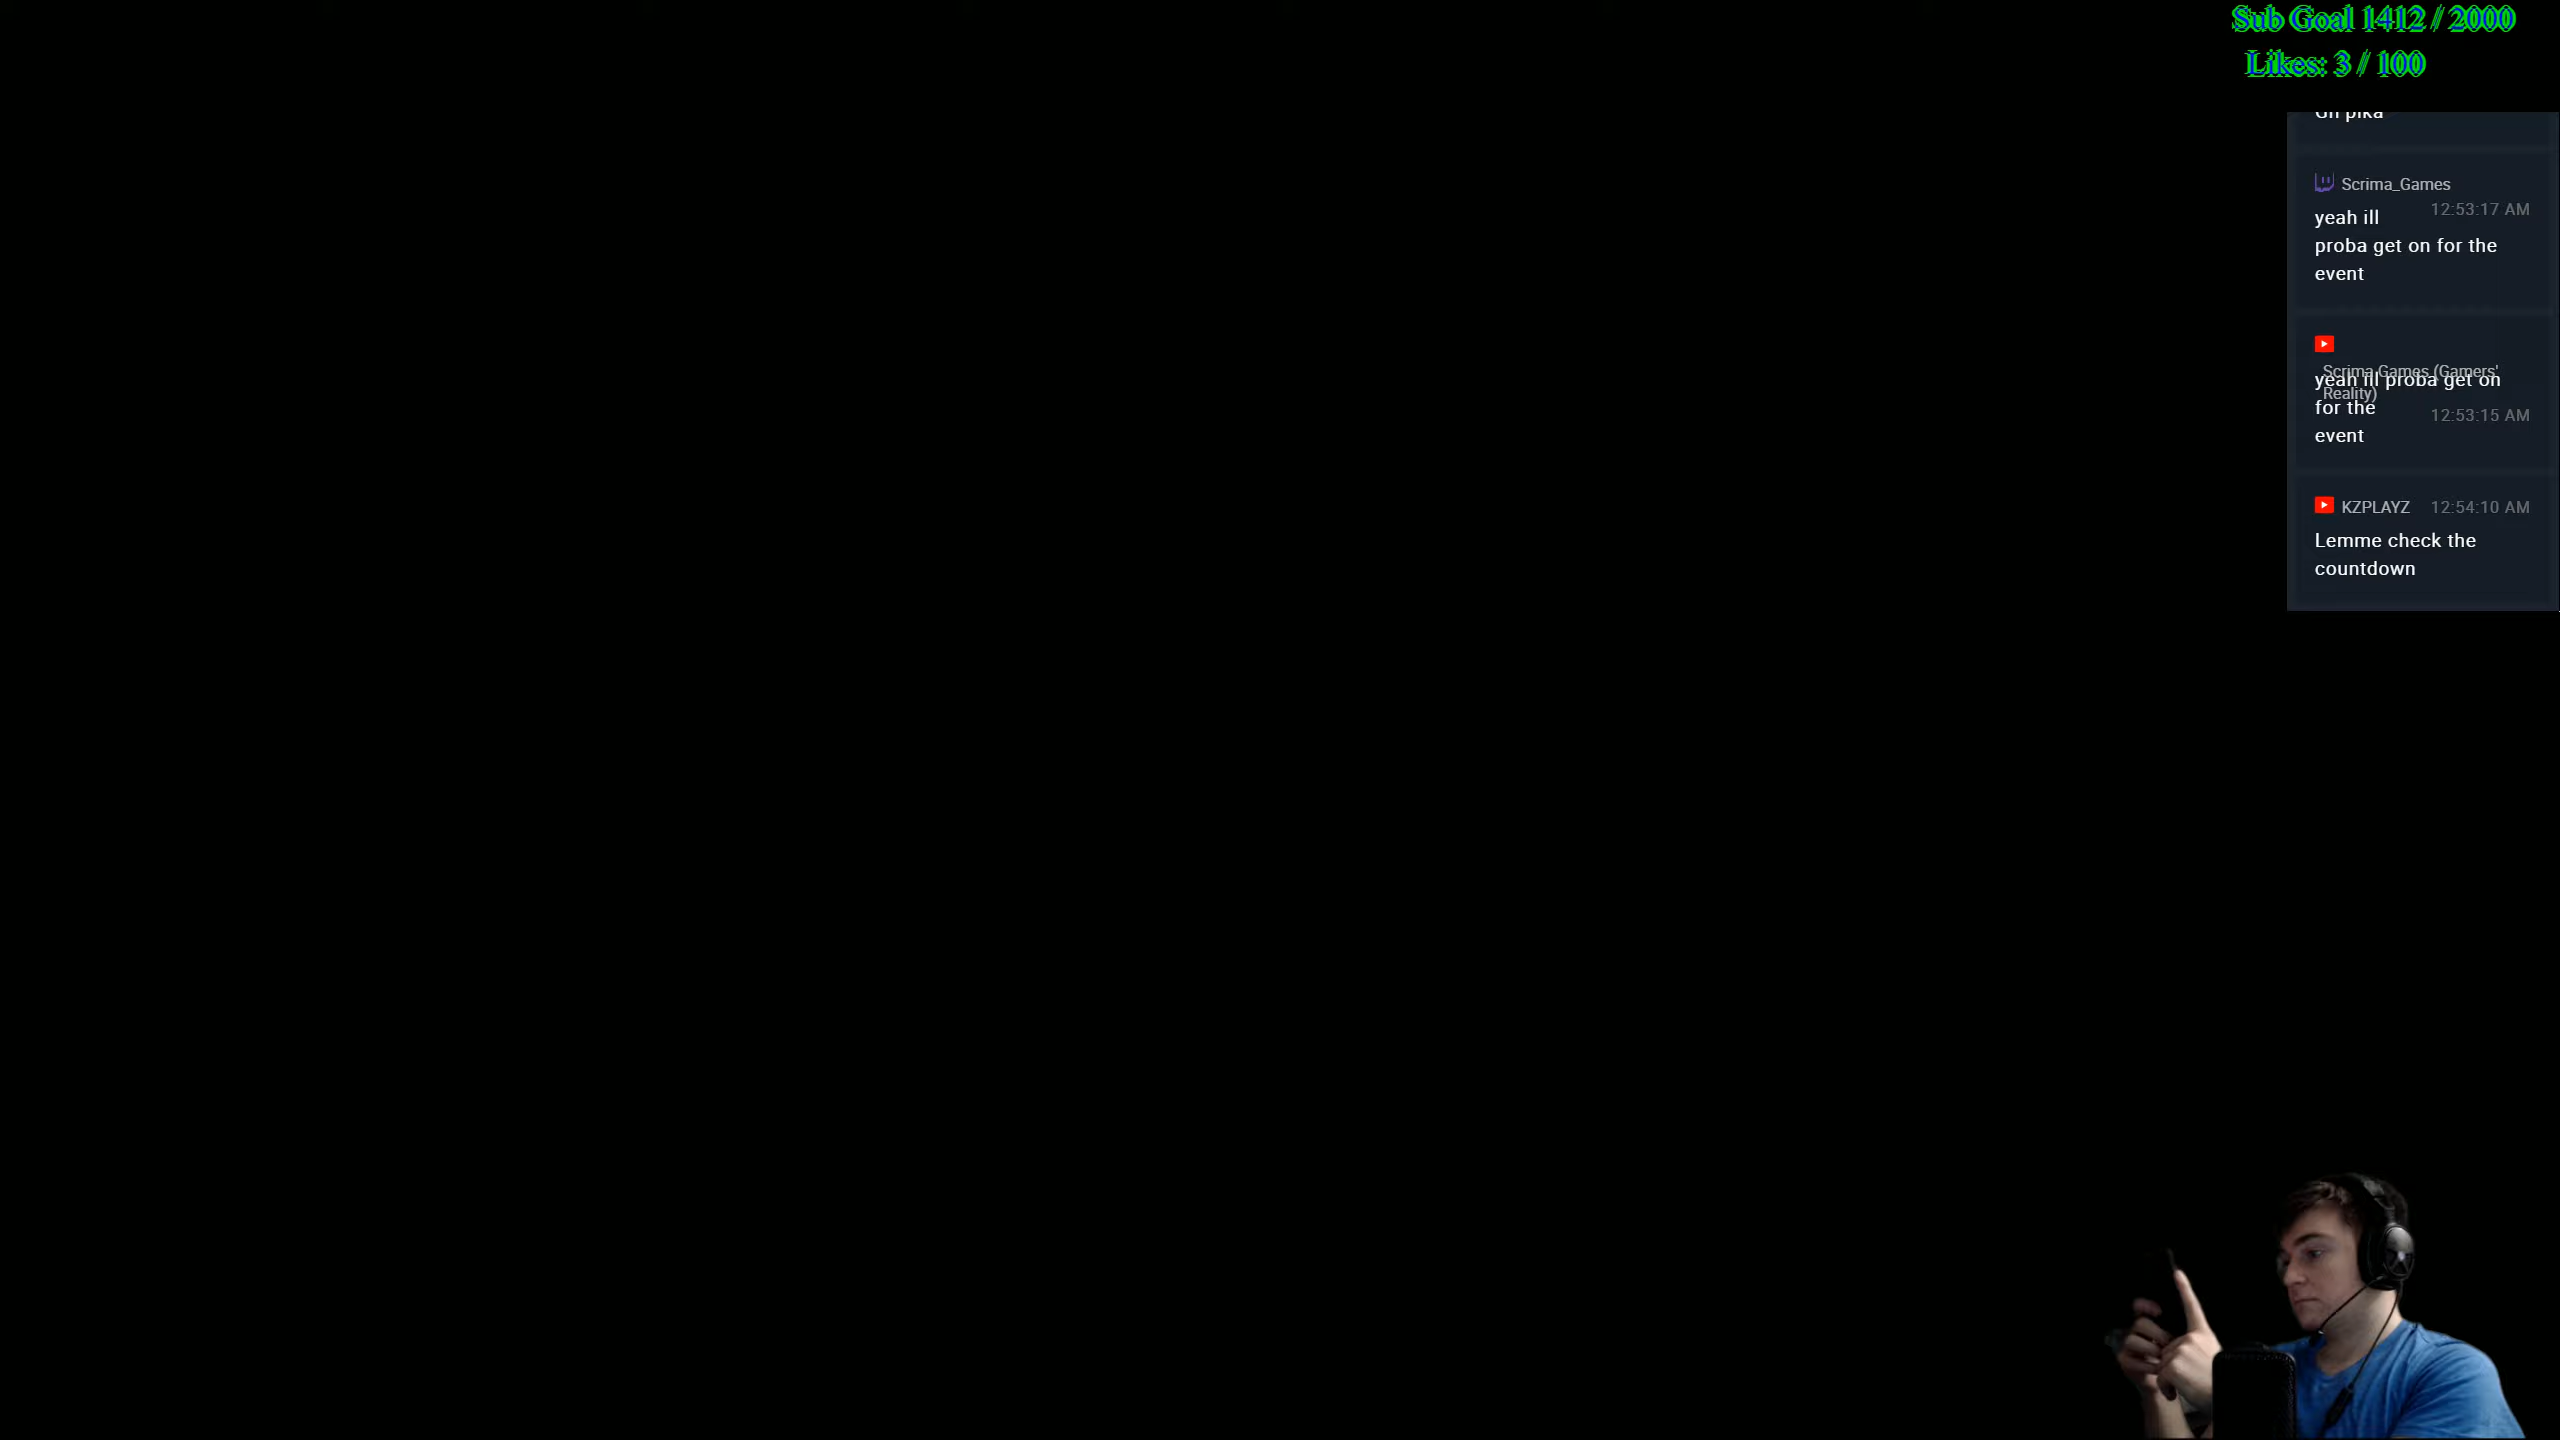 Sub Goal 1412 / 2000
Likes: 3 / 100
Gn pika
Scrima_Games
12:53:17 AM
yeah ill
proba get on for the
event
Scrima Games (Gamers'
Reality)
12:53:15 AM
yeah ill proba get on
for the
event
KZPLAYZ 12:54:10 AM
Lemme check the
countdown